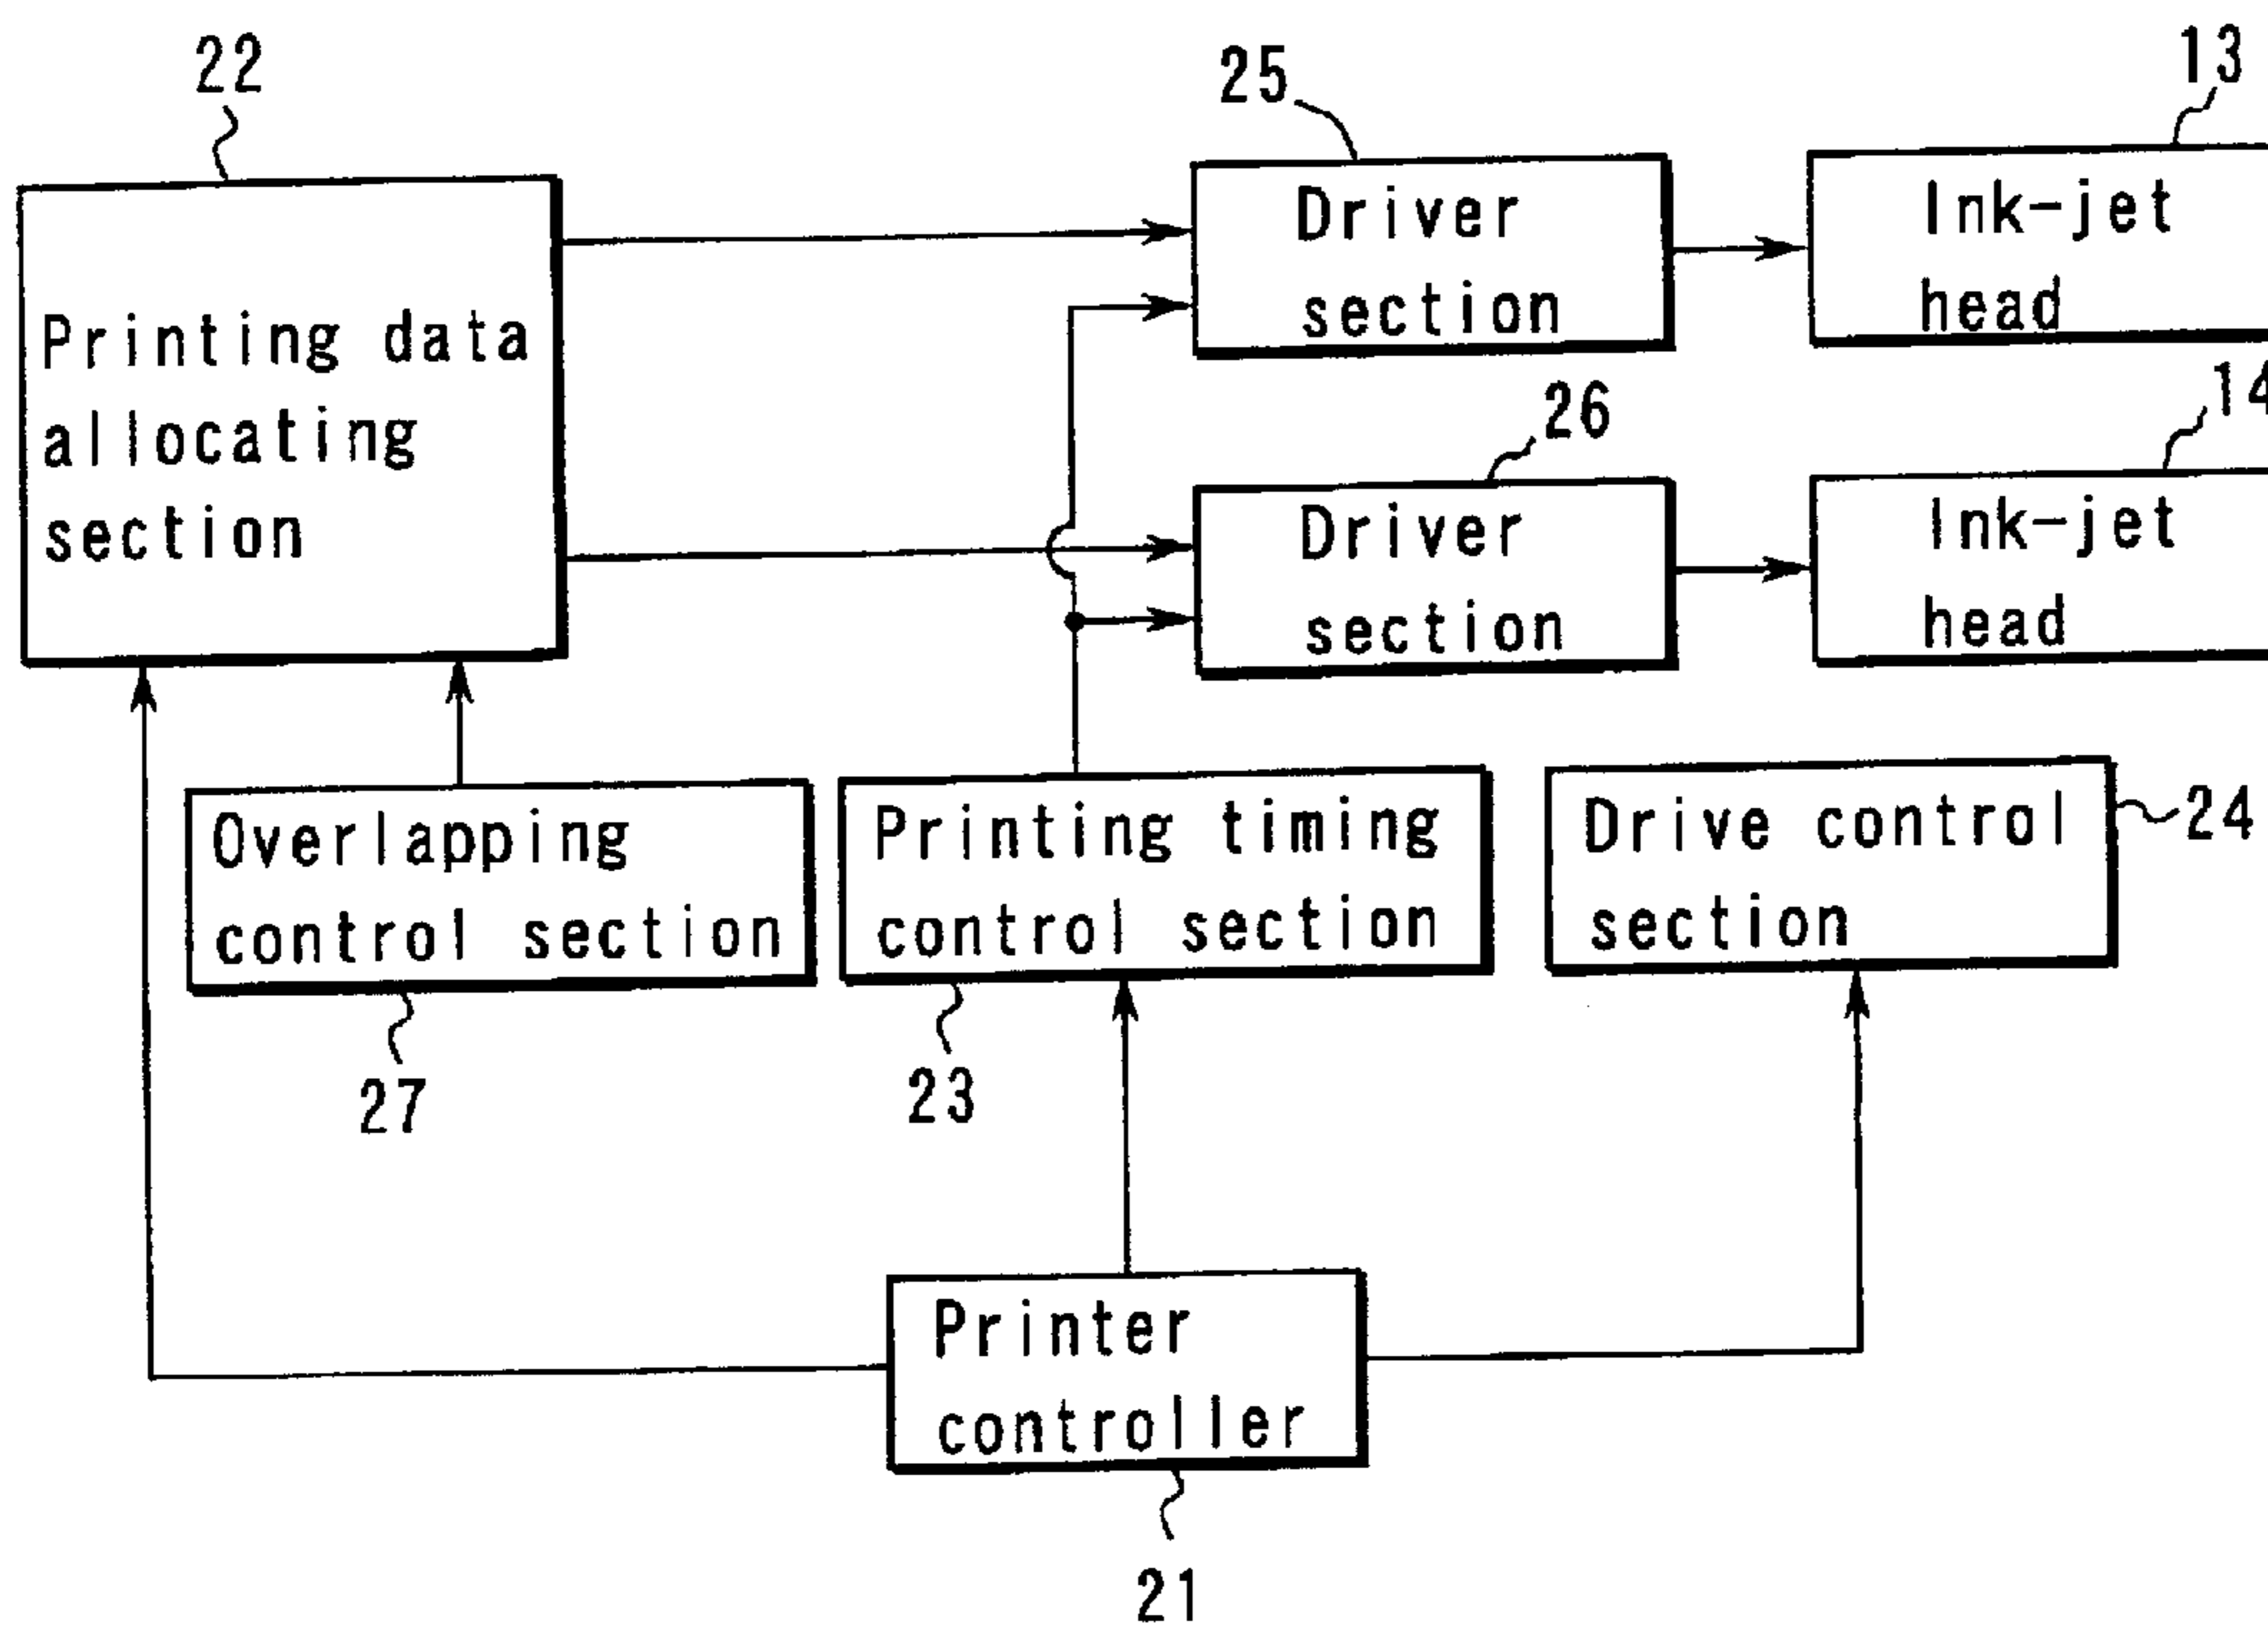 22
25
13
Printing data
allocating
section
Driver
section
Ink-jet
head
26
14
Driver
section
Ink-jet
head
Overlapping
control section
Printing timing
control section
Drive control
section
24
27
23
Printer
controller
21